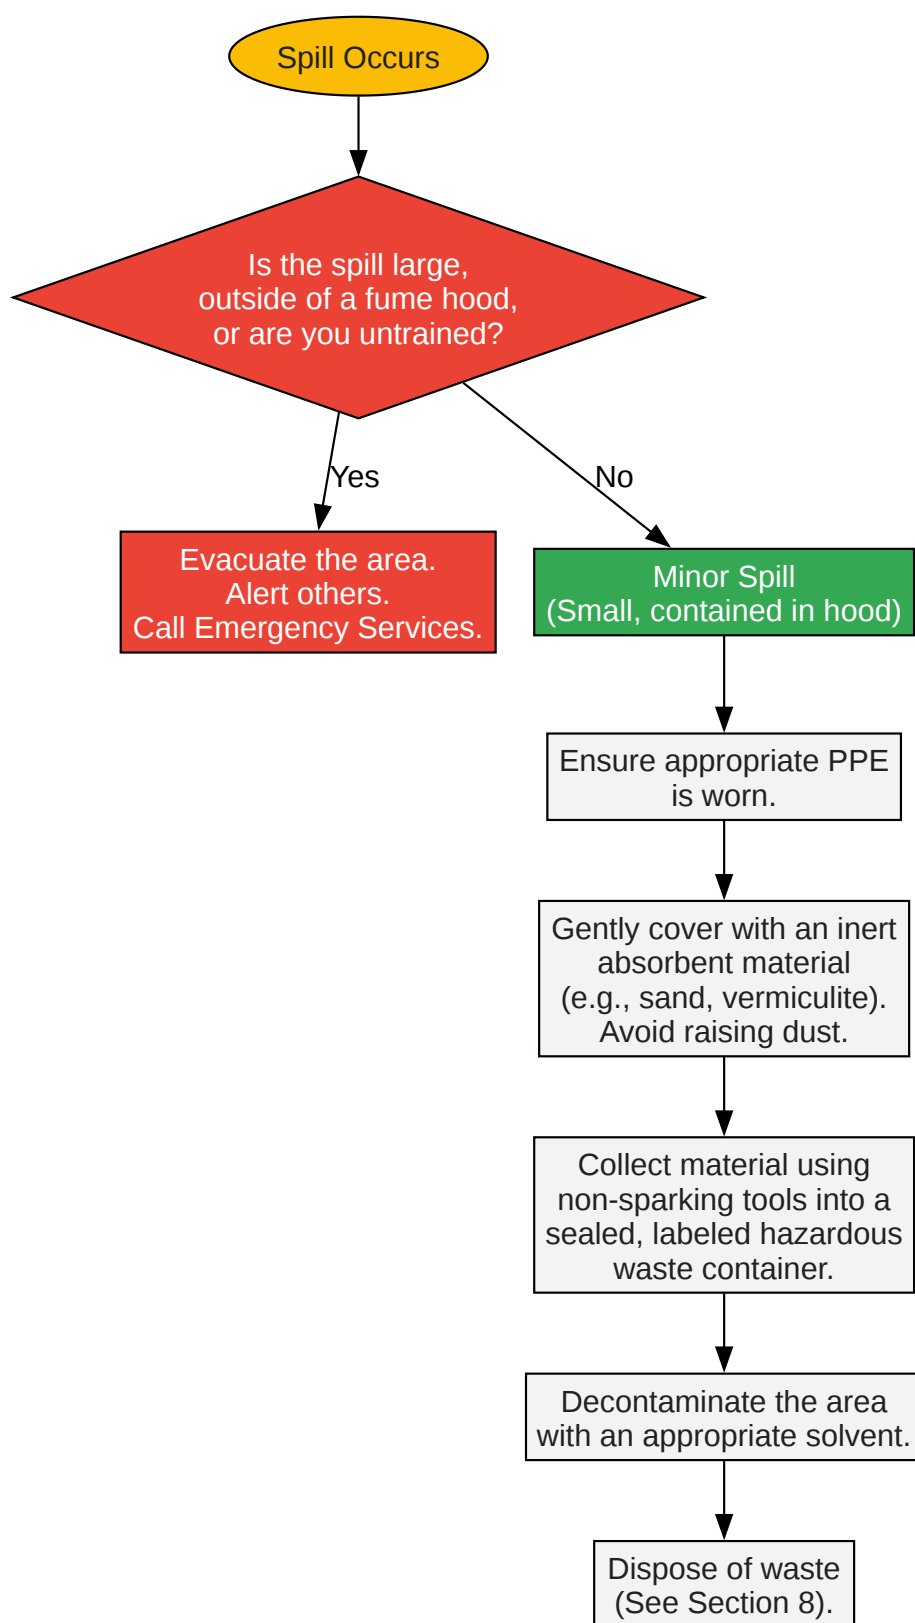 Spill Occurs
Is the spill large,
outside of a fume hood,
or are you untrained?
Yes
No
Evacuate the area.
Alert others.
Call Emergency Services.
Minor Spill
(Small, contained in hood)
Ensure appropriate PPE
is worn.
Gently cover with an inert
absorbent material
(e.g., sand, vermiculite).
Avoid raising dust.
Collect material using
non-sparking tools into a
sealed, labeled hazardous
waste container.
Decontaminate the area
with an appropriate solvent.
Dispose of waste
(See Section 8).